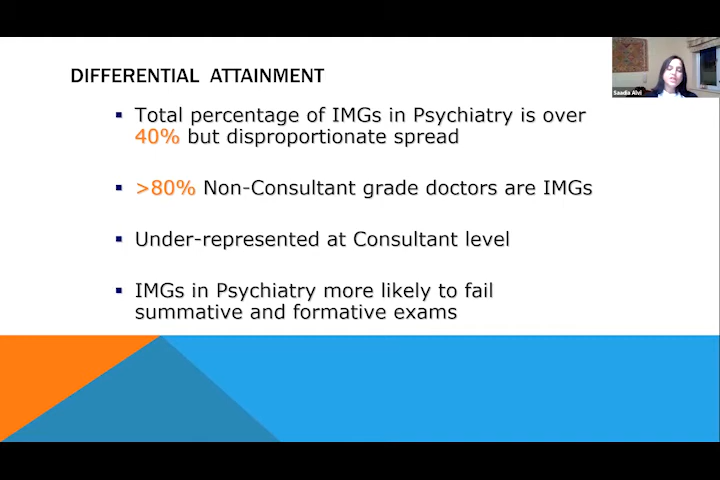 DIFFERENTIAL ATTAINMENT
Saadia Alvi
▪ Total percentage of IMGs in Psychiatry is over
40% but disproportionate spread
▪ >80% Non-Consultant grade doctors are IMGs
▪ Under-represented at Consultant level
▪ IMGs in Psychiatry more likely to fail
summative and formative exams